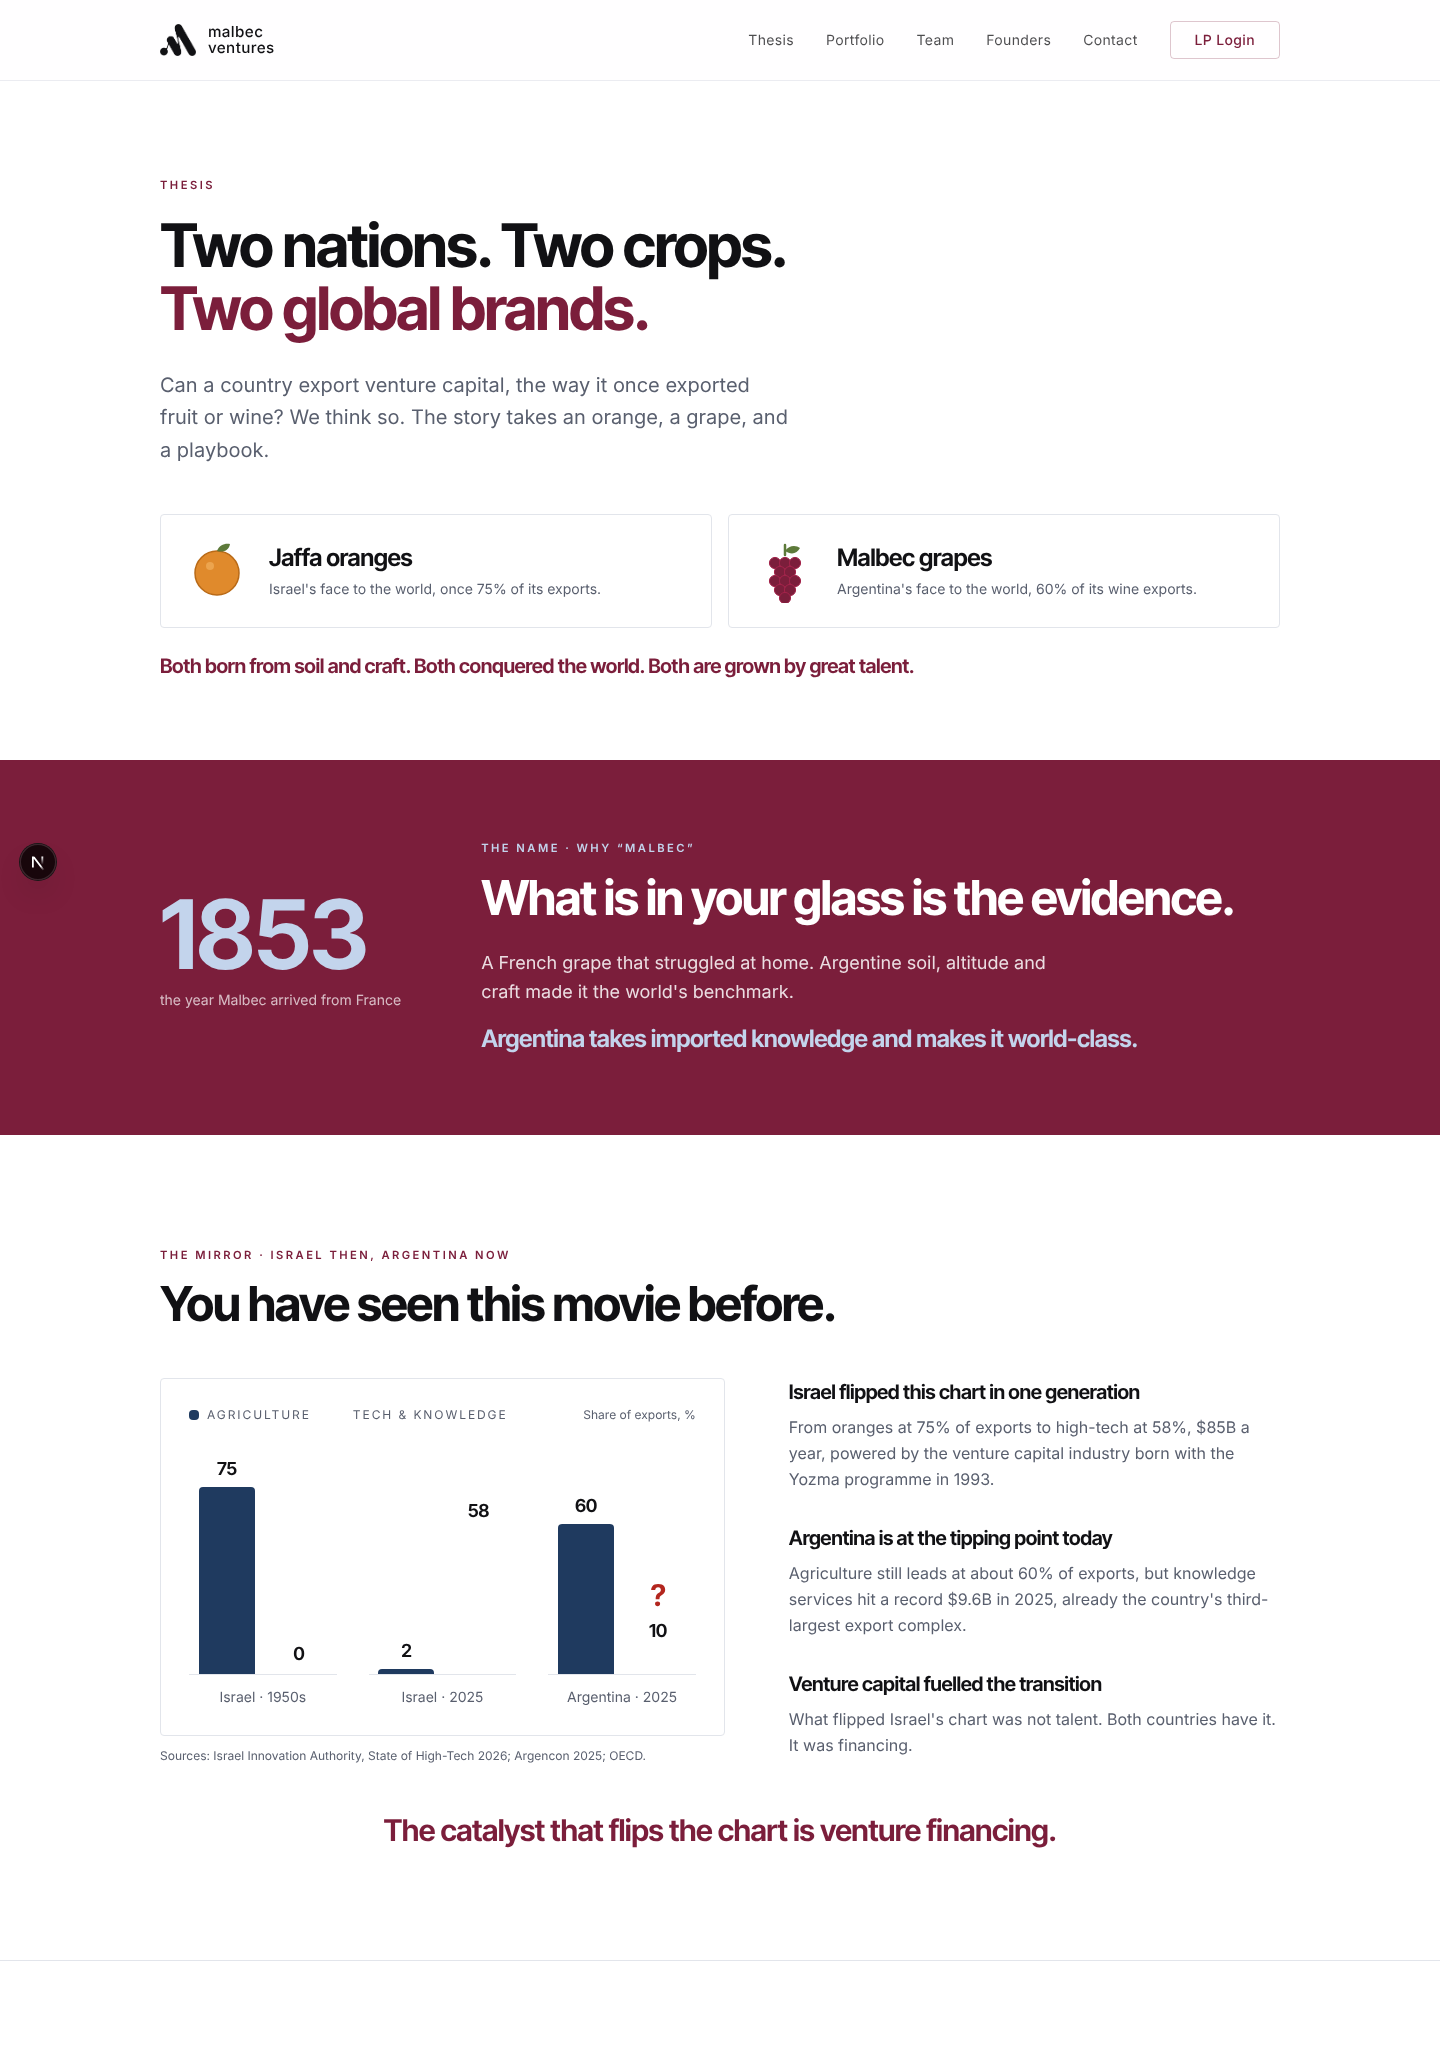 malbec
ventures
Thesis
Portfolio
Team
Founders
Contact
LP Login
THESIS
Two nations. Two crops.
Two global brands.
Can a country export venture capital, the way it once exported
fruit or wine? We think so. The story takes an orange, a grape, and
a playbook.
Jaffa oranges
Israel's face to the world, once 75% of its exports.
Malbec grapes
Argentina's face to the world, 60% of its wine exports.
Both born from soil and craft. Both conquered the world. Both are grown by great talent.
N
1853
the year Malbec arrived from France
THE NAME · WHY “MALBEC”
What is in your glass is the evidence.
A French grape that struggled at home. Argentine soil, altitude and
craft made it the world's benchmark.
Argentina takes imported knowledge and makes it world-class.
THE MIRROR · ISRAEL THEN, ARGENTINA NOW
You have seen this movie before.
AGRICULTURE
TECH & KNOWLEDGE
Share of exports, %
75
0
Israel · 1950s
2
58
Israel · 2025
60
?
10
Argentina · 2025
Sources: Israel Innovation Authority, State of High-Tech 2026; Argencon 2025; OECD.
Israel flipped this chart in one generation
From oranges at 75% of exports to high-tech at 58%, $85B a
year, powered by the venture capital industry born with the
Yozma programme in 1993.
Argentina is at the tipping point today
Agriculture still leads at about 60% of exports, but knowledge
services hit a record $9.6B in 2025, already the country's third-
largest export complex.
Venture capital fuelled the transition
What flipped Israel's chart was not talent. Both countries have it.
It was financing.
The catalyst that flips the chart is venture financing.